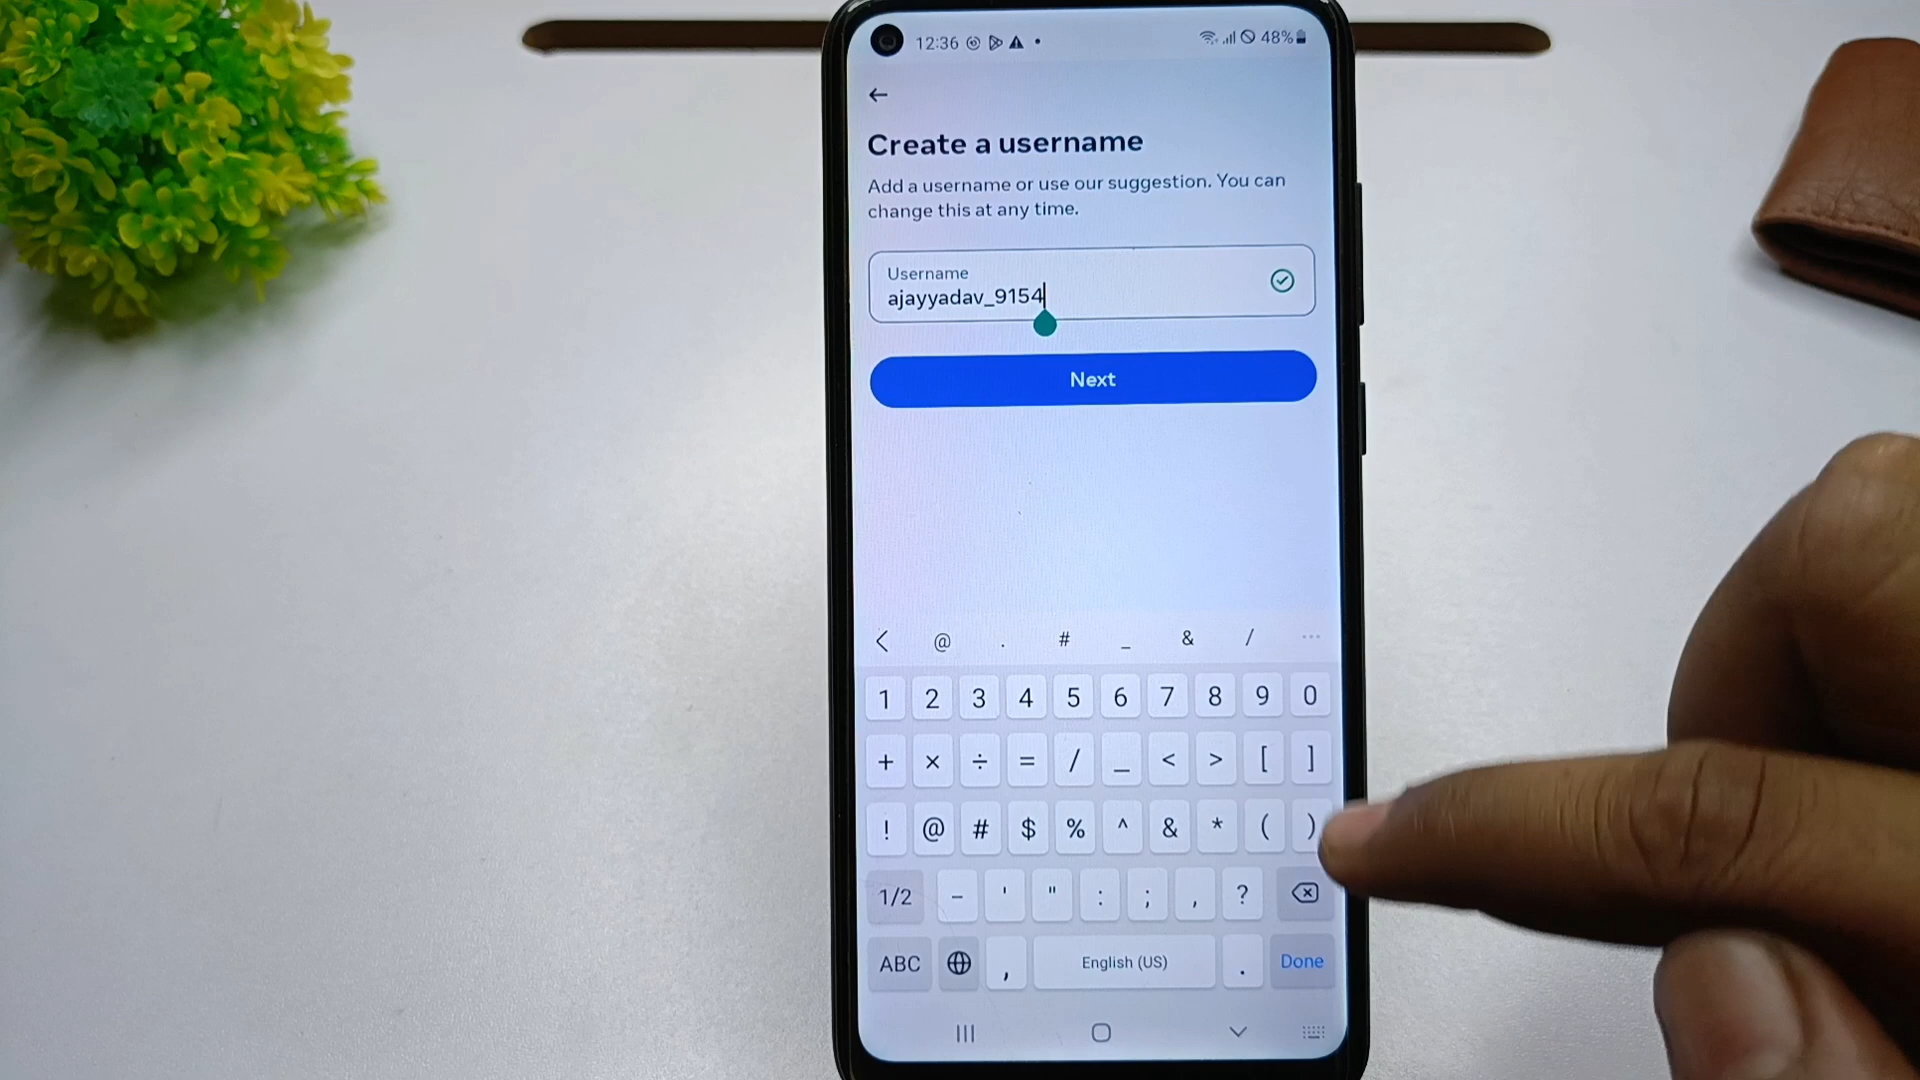 12:36 48%
Create a username
Add a username or use our suggestion. You can
change this at any time.
Username
ajayyadav_9154
Next
@ . # _ & /
1 2 3 4 5 6 7 8 9 0
+ × ÷ = / _ < > [ ]
! @ # $ % ^ & * ( )
1/2 - ' " : ; , ?
ABC , English (US) . Done